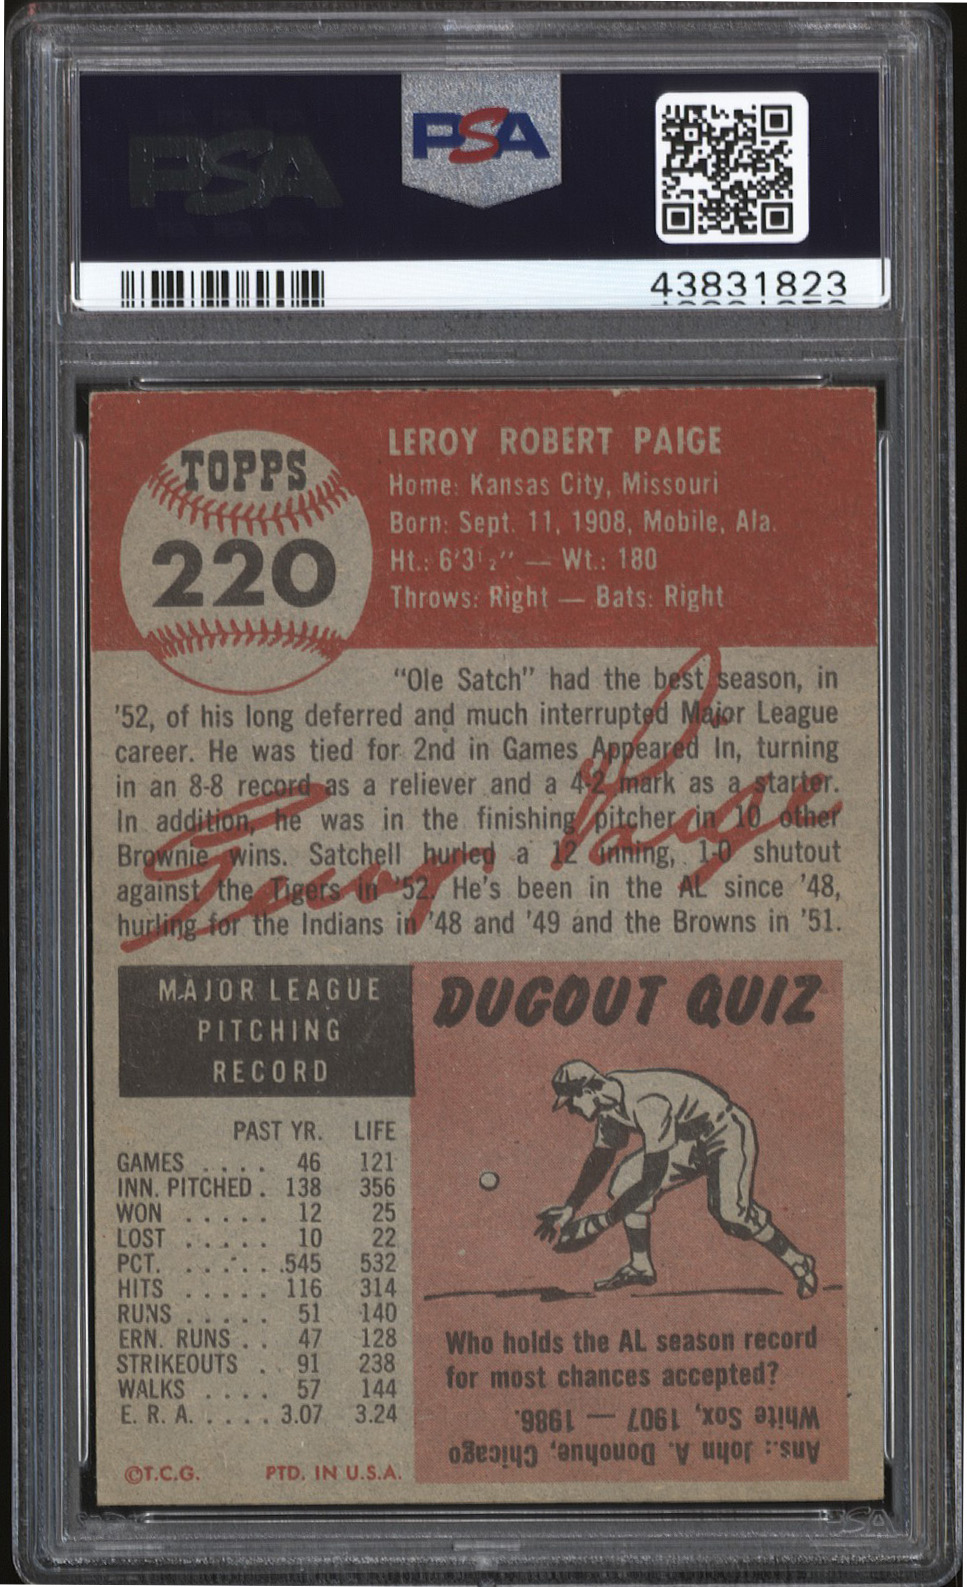 PSA
PSA
43831823
TOPPS
220
LEROY ROBERT PAIGE
Home: Kansas City, Missouri
Born: Sept. 11, 1908, Mobile, Ala.
Ht.: 6'3½" — Wt.: 180
Throws: Right — Bats: Right
"Ole Satch" had the best season, in
'52, of his long deferred and much interrupted Major League
career. He was tied for 2nd in Games Appeared In, turning
in an 8-8 record as a reliever and a 4-2 mark as a starter.
In addition, he was in the finishing pitcher in 10 other
Brownie wins. Satchell hurled a 12 inning, 1-0 shutout
against the Tigers in '52. He's been in the AL since '48,
hurling for the Indians in '48 and '49 and the Browns in '51.
Leroy Paige
MAJOR LEAGUE
PITCHING
RECORD
PAST YR. LIFE
GAMES .... 46 121
INN. PITCHED . 138 356
WON ..... 12 25
LOST ..... 10 22
PCT. ...... .545 532
HITS ..... 116 314
RUNS ..... 51 140
ERN. RUNS .. 47 128
STRIKEOUTS . 91 238
WALKS .... 57 144
E. R. A. .... 3.07 3.24
©T.C.G. PTD. IN U.S.A.
DUGOUT QUIZ
Who holds the AL season record
for most chances accepted?
Ans.: John A. Donohue, Chicago
White Sox, 1907 — 1986.
PSA